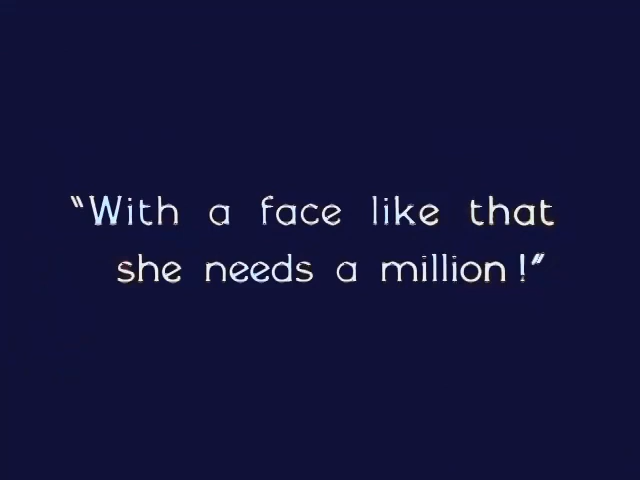 “With a face like that
she needs a million!”